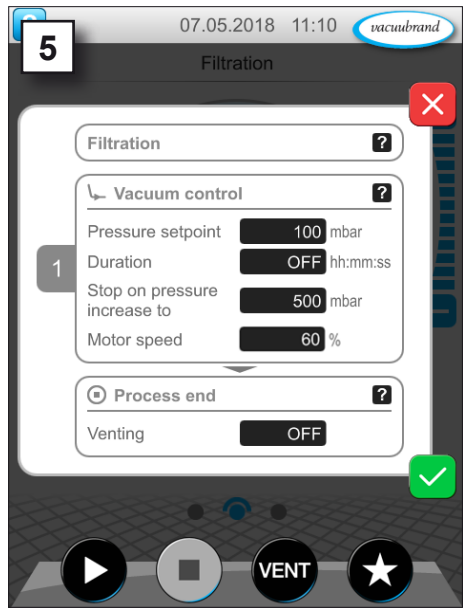 5
07.05.2018 11:10 vacuubrand
Filtration
Filtration ?
Vacuum control ?
1
Pressure setpoint 100 mbar
Duration OFF hh:mm:ss
Stop on pressure
increase to 500 mbar
Motor speed 60 %
Process end ?
Venting OFF
VENT